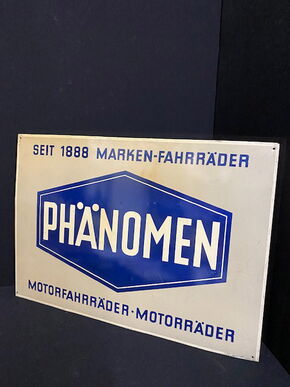 SEIT 1888 MARKEN-FAHRRÄDER
PHÄNOMEN
MOTORFAHRRÄDER·MOTORRÄDER